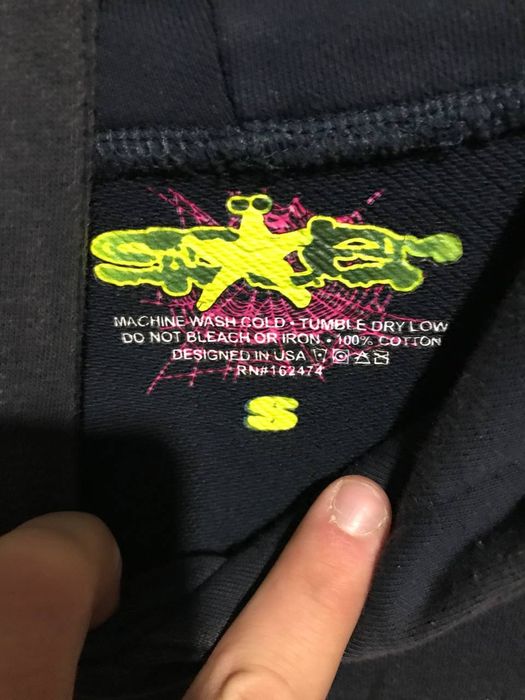 MACHINE WASH COLD • TUMBLE DRY LOW
DO NOT BLEACH OR IRON • 100% COTTON
DESIGNED IN USA
RN#162474
S